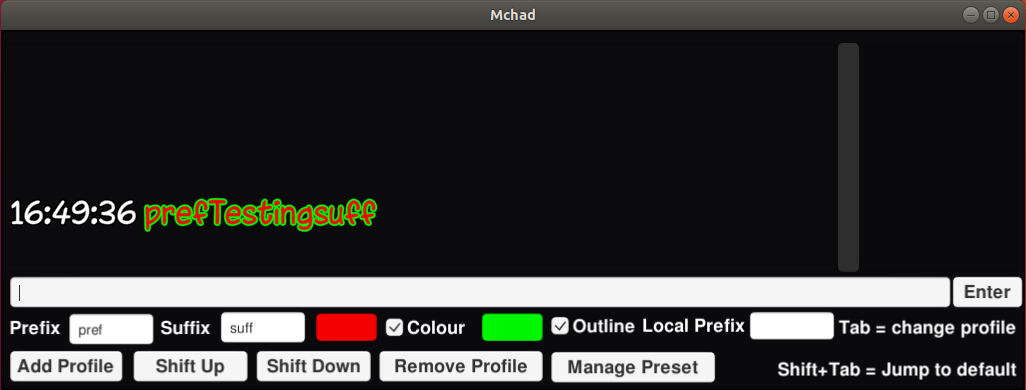 Mchad
16:49:36 prefTestingsuff
Enter
Prefix pref Suffix suff Colour Outline Local Prefix Tab = change profile
Add Profile Shift Up Shift Down Remove Profile Manage Preset Shift+Tab = Jump to default